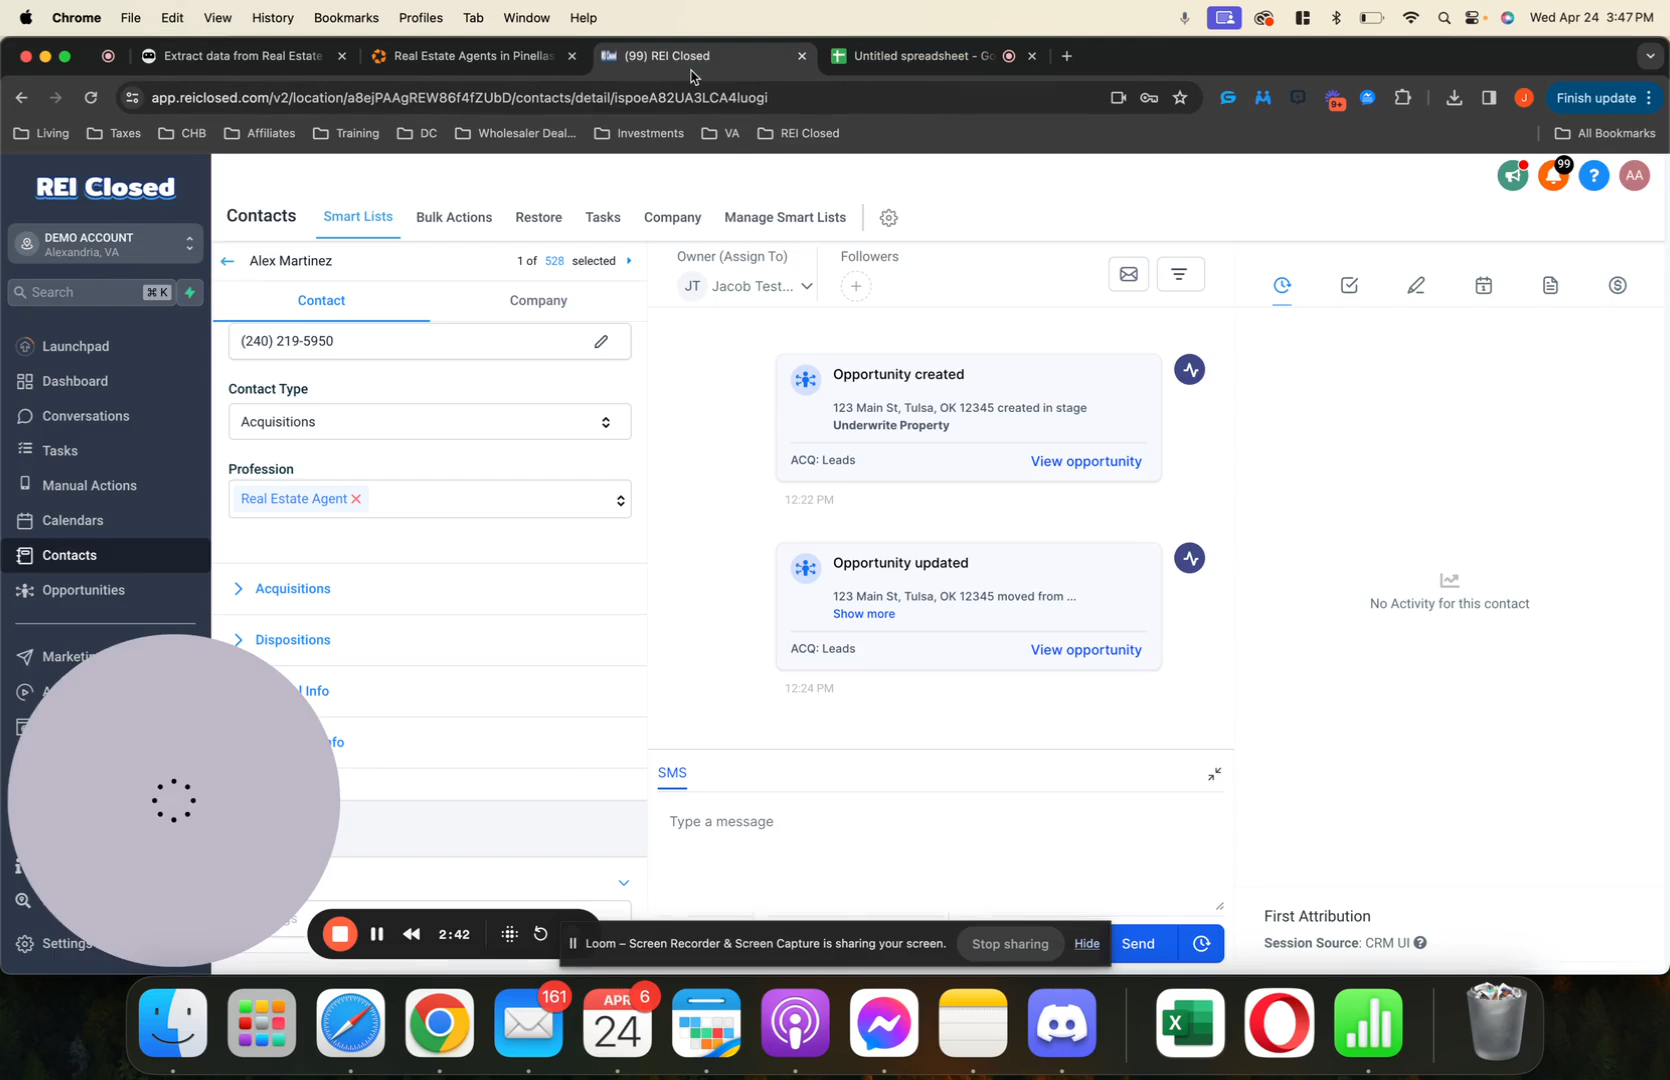 Chrome File Edit View History Bookmarks Profiles Tab Window Help Wed Apr 24 3:47 PM
Extract data from Real Estate Real Estate Agents in Pinellas (99) REI Closed Untitled spreadsheet - Go
app.reiclosed.com/v2/location/a8ejPAAgREW86f4fZUbD/contacts/detail/ispoeA82UA3LCA4luogi 9+ J Finish update
Living Taxes CHB Affiliates Training DC Wholesaler Deal... Investments VA REI Closed All Bookmarks
REI Closed
99
?
AA
DEMO ACCOUNT
Alexandria, VA
Search ⌘ K
Launchpad
Dashboard
Conversations
Tasks
Manual Actions
Calendars
Contacts
Opportunities
Settings
Contacts Smart Lists Bulk Actions Restore Tasks Company Manage Smart Lists
Alex Martinez 1 of 528 selected
Contact Company
(240) 219-5950
Contact Type
Acquisitions
Profession
Real Estate Agent
Acquisitions
Dispositions
Info
Owner (Assign To) Followers
JT Jacob Test...
Opportunity created
123 Main St, Tulsa, OK 12345 created in stage
Underwrite Property
ACQ: Leads View opportunity
12:22 PM
Opportunity updated
123 Main St, Tulsa, OK 12345 moved from ...
Show more
ACQ: Leads View opportunity
12:24 PM
SMS
Type a message
Send
No Activity for this contact
First Attribution
Session Source: CRM UI
2:42
Loom – Screen Recorder & Screen Capture is sharing your screen. Stop sharing Hide
161
APR 6
24